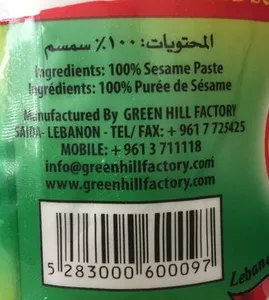 المحتويات: ١٠٠٪ سمسم
Ingredients: 100% Sesame Paste
Ingrédients: 100% Purée de Sésame
Manufactured By GREEN HILL FACTORY
SAIDA- LEBANON - TEL/ FAX: + 961 7 725425
MOBILE: + 961 3 711118
info@greenhillfactory.com
www.greenhillfactory.com
5 283000 600097